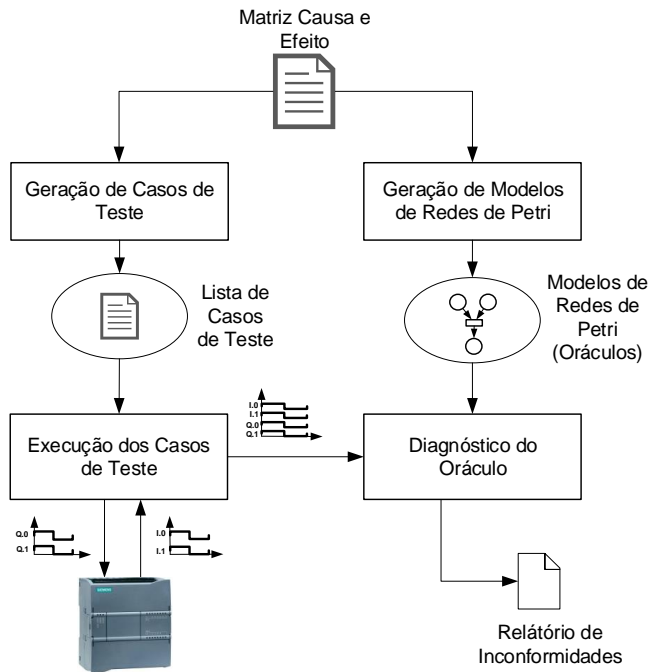 Matriz Causa e
Efeito
Geração de Casos de
Teste
Geração de Modelos
de Redes de Petri
Lista de
Casos
de Teste
Modelos de
Redes de
Petri
(Oráculos)
I.0
I.1
Q.0
Q.1
Execução dos Casos
de Teste
Diagnóstico do
Oráculo
Q.0
Q.1
I.0
I.1
SIEMENS
Relátório de
Inconformidades